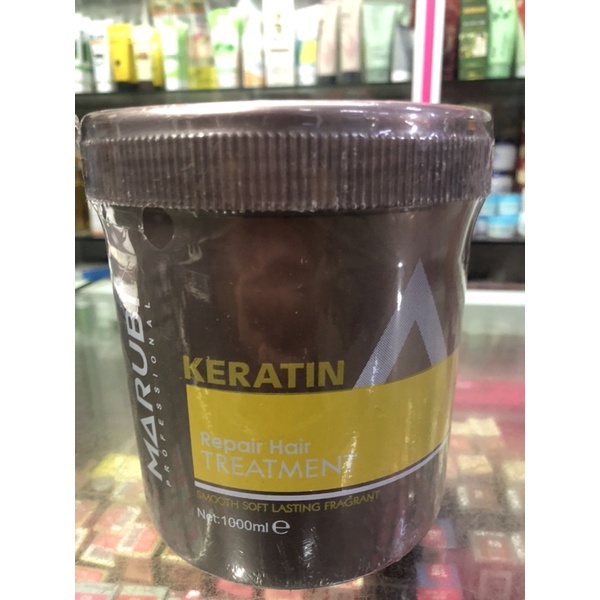 MARUBI
PROFESSIONAL
KERATIN
Repair Hair
TREATMENT
SMOOTH SOFT LASTING FRAGRANT
Net:1000ml ℮